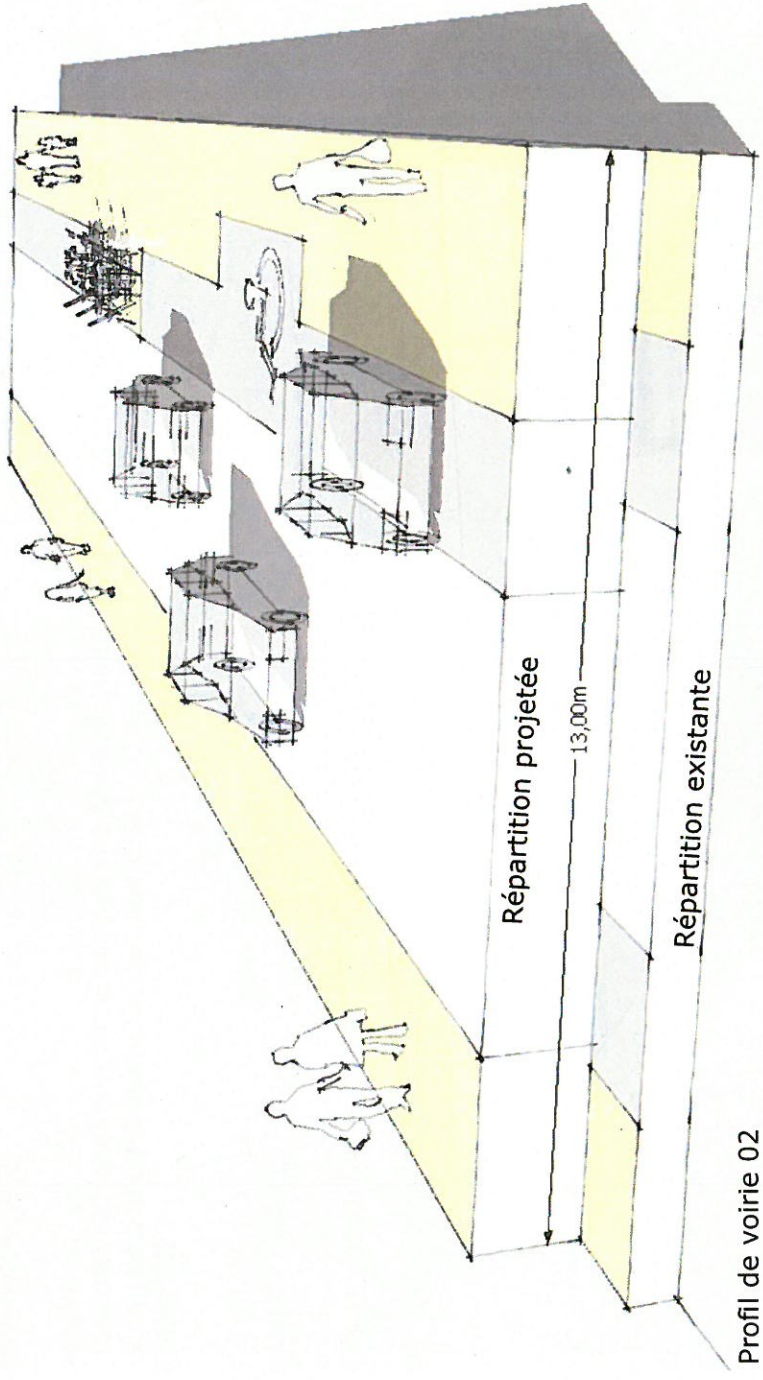 Répartition projetée
13,00m
Répartition existante
Profil de voirie 02